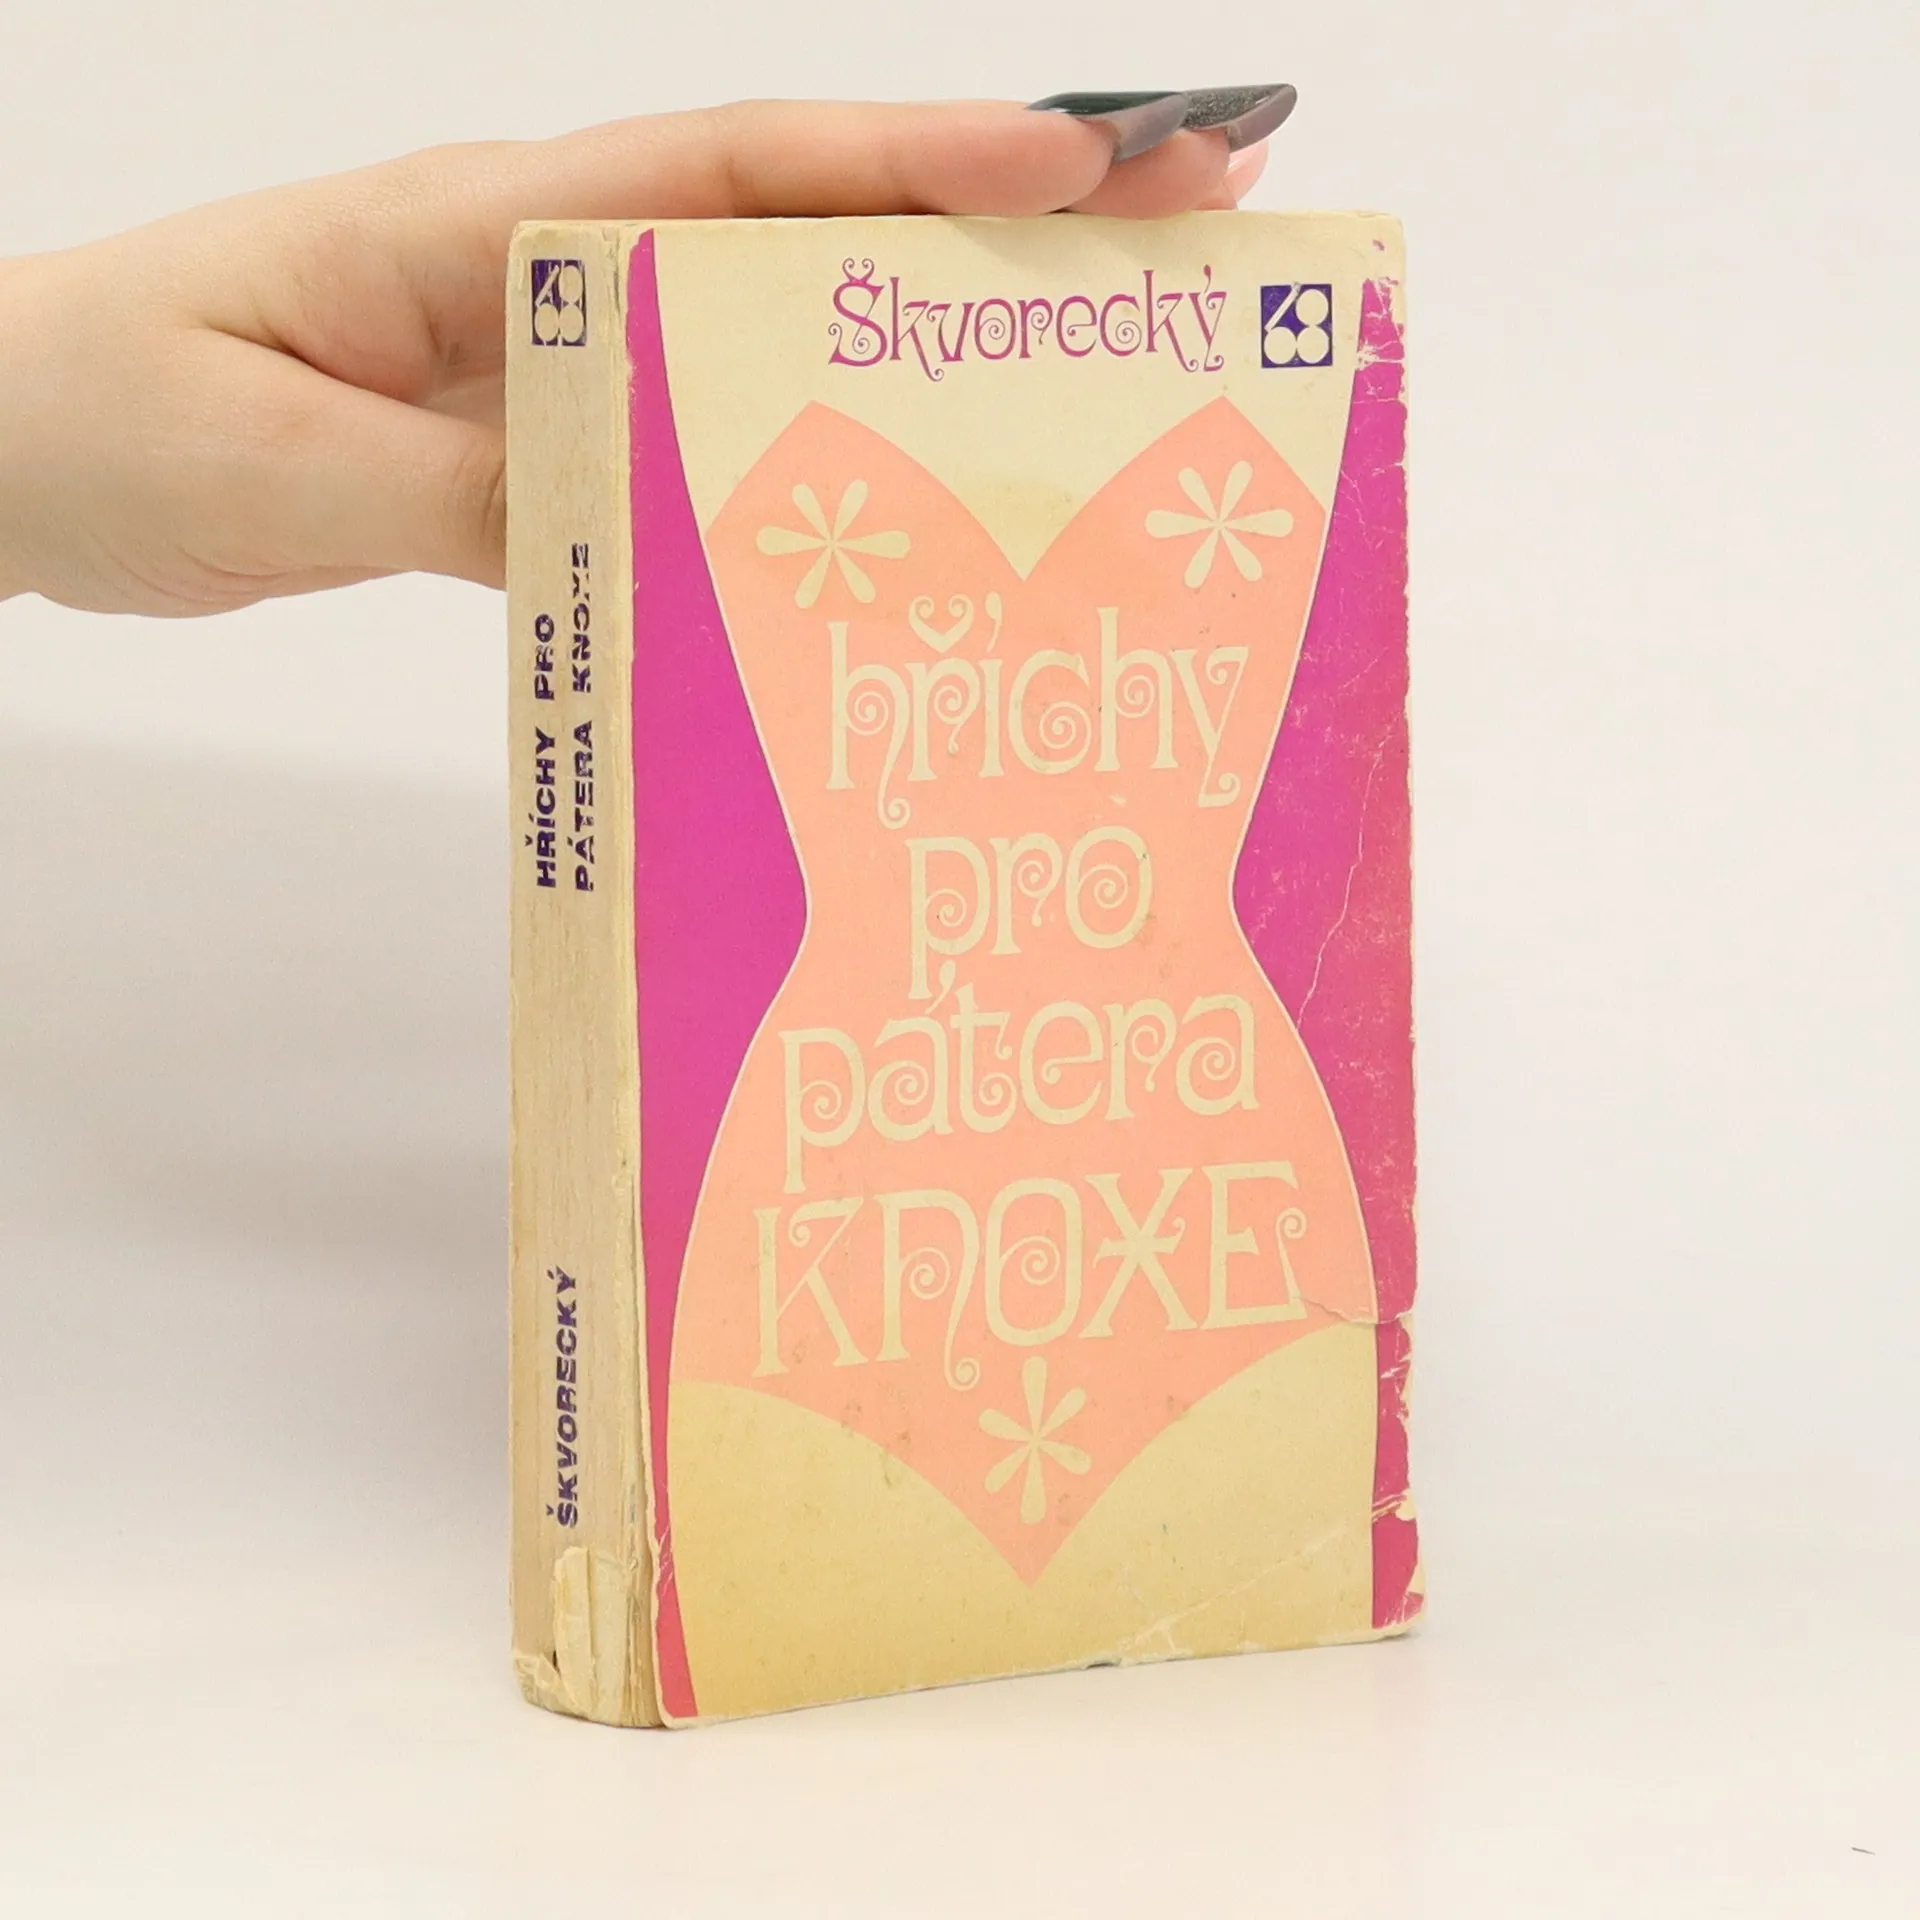 68
HŘÍCHY PRO
PÁTERA KNOXE
ŠKVORECKÝ
Škvorecký
68
hříchy
pro
pátera
KNOXE